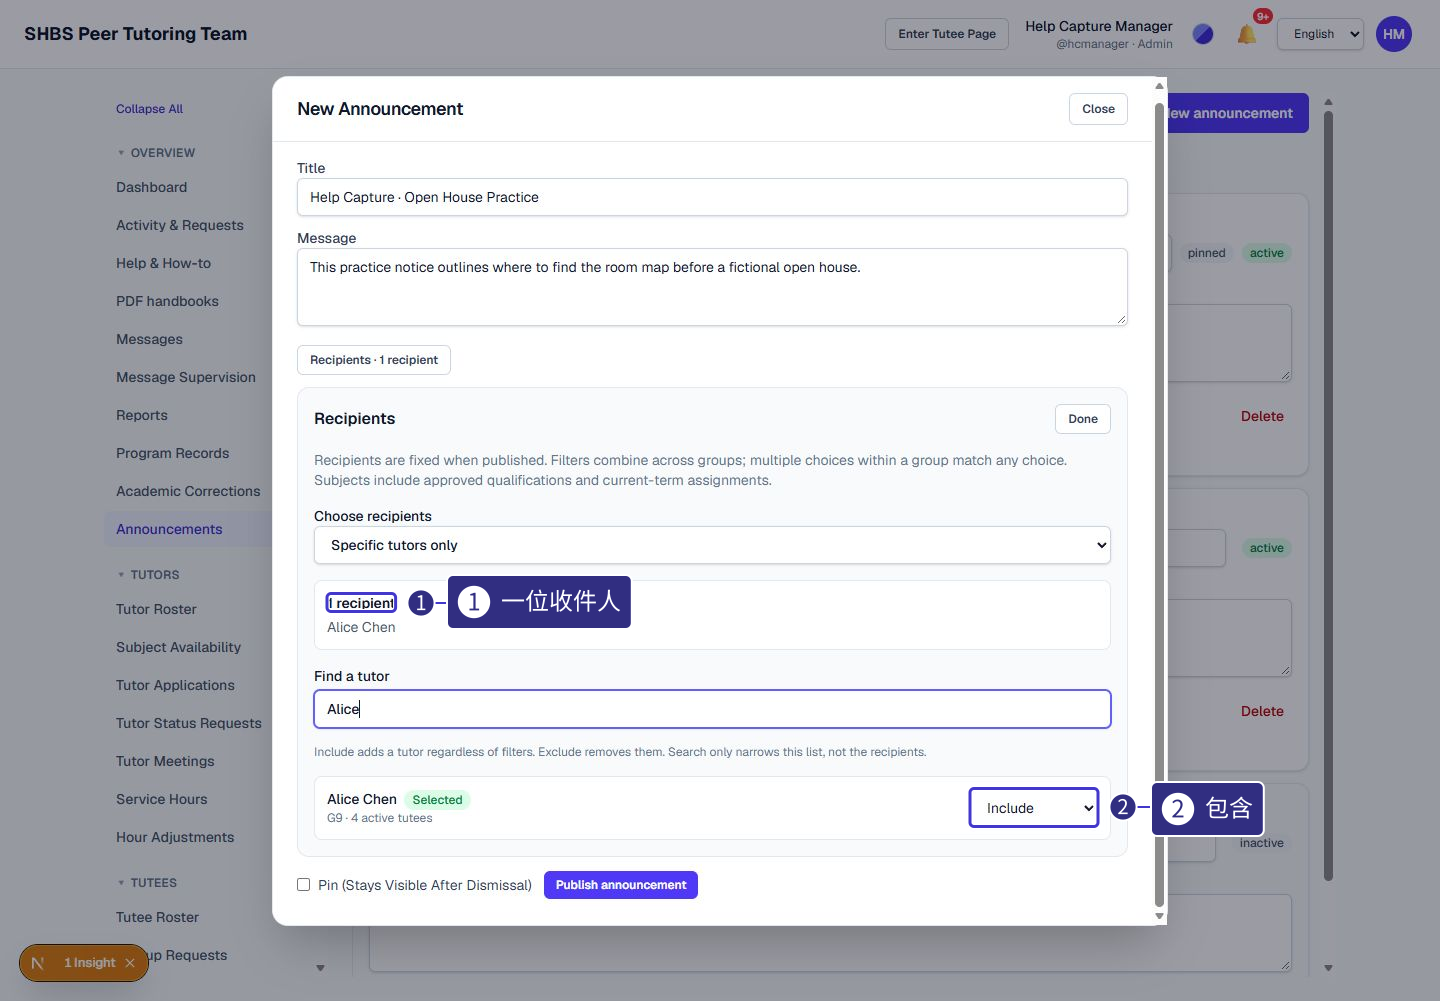 SHBS Peer Tutoring Team
Enter Tutee Page
Help Capture Manager
@hcmanager · Admin
9+
English
HM
Collapse All
OVERVIEW
Dashboard
Activity & Requests
Help & How-to
PDF handbooks
Messages
Message Supervision
Reports
Program Records
Academic Corrections
Announcements
TUTORS
Tutor Roster
Subject Availability
Tutor Applications
Tutor Status Requests
Tutor Meetings
Service Hours
Hour Adjustments
TUTEES
Tutee Roster
up Requests
N 1 Insight
New Announcement
Close
Title
Help Capture · Open House Practice
Message
This practice notice outlines where to find the room map before a fictional open house.
Recipients · 1 recipient
Recipients
Done
Recipients are fixed when published. Filters combine across groups; multiple choices within a group match any choice.
Subjects include approved qualifications and current-term assignments.
Choose recipients
Specific tutors only
1 recipient
1
1 一位收件人
Alice Chen
Find a tutor
Alice
Include adds a tutor regardless of filters. Exclude removes them. Search only narrows this list, not the recipients.
Alice Chen Selected
G9 · 4 active tutees
Include
2
2 包含
Pin (Stays Visible After Dismissal)
Publish announcement
announcement
pinned
active
Delete
active
Delete
inactive